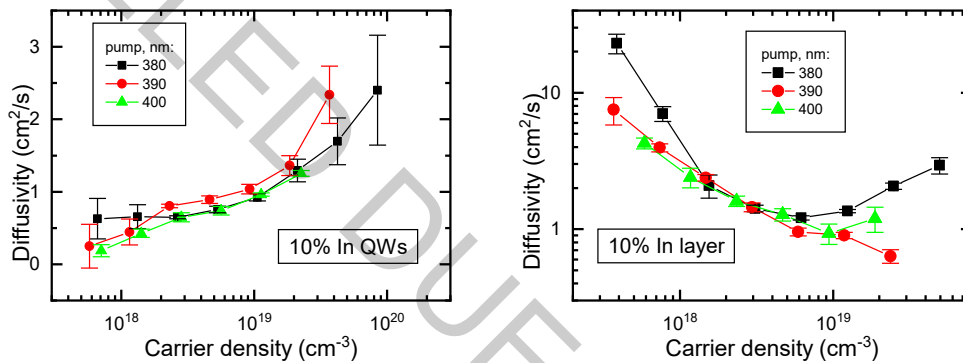 pump, nm:
380
390
400
3
2
1
0
Diffusivity (cm²/s)
10% In QWs
10¹⁸
10¹⁹
10²⁰
Carrier density (cm⁻³)
pump, nm:
380
390
400
10
1
Diffusivity (cm²/s)
10% In layer
10¹⁸
10¹⁹
Carrier density (cm⁻³)